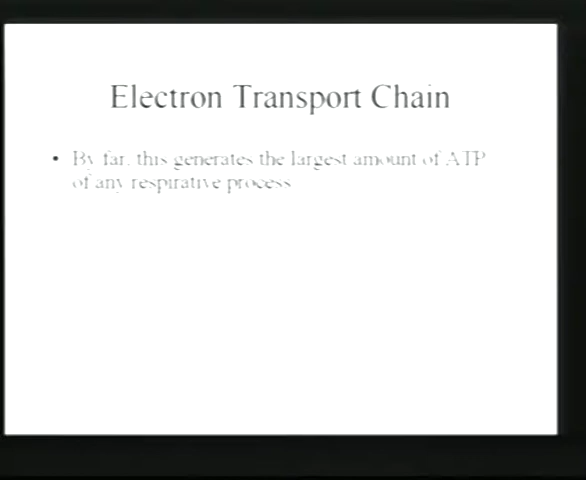 Electron Transport Chain
• By far, this generates the largest amount of ATP
of any respirative process